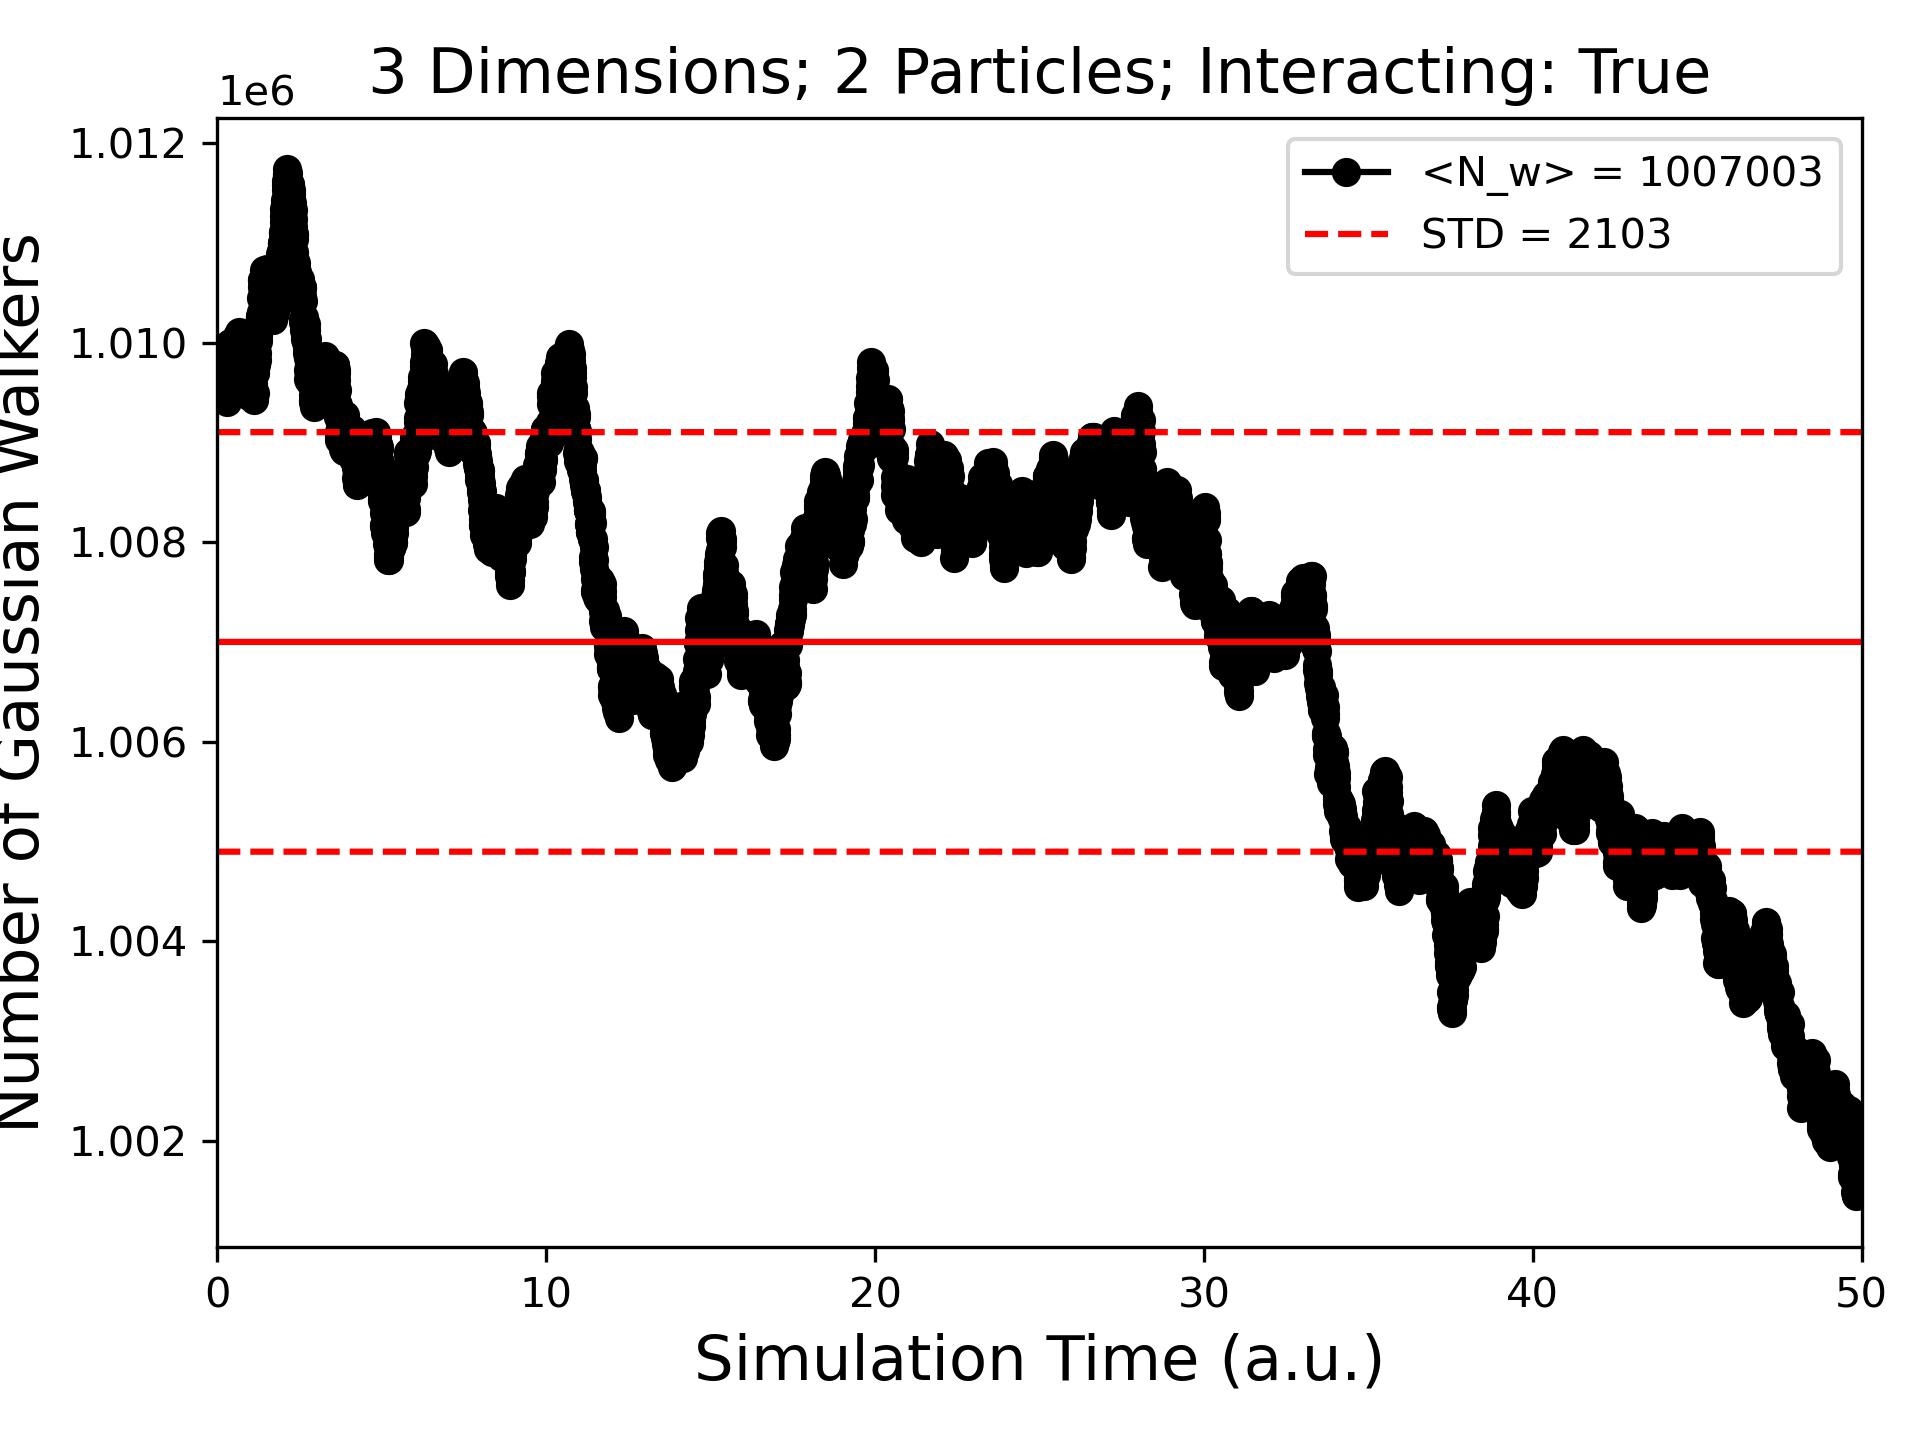 3 Dimensions; 2 Particles; Interacting: True
1e6
<N_w> = 1007003
STD = 2103
Number of Gaussian Walkers
1.012
1.010
1.008
1.006
1.004
1.002
0 10 20 30 40 50
Simulation Time (a.u.)